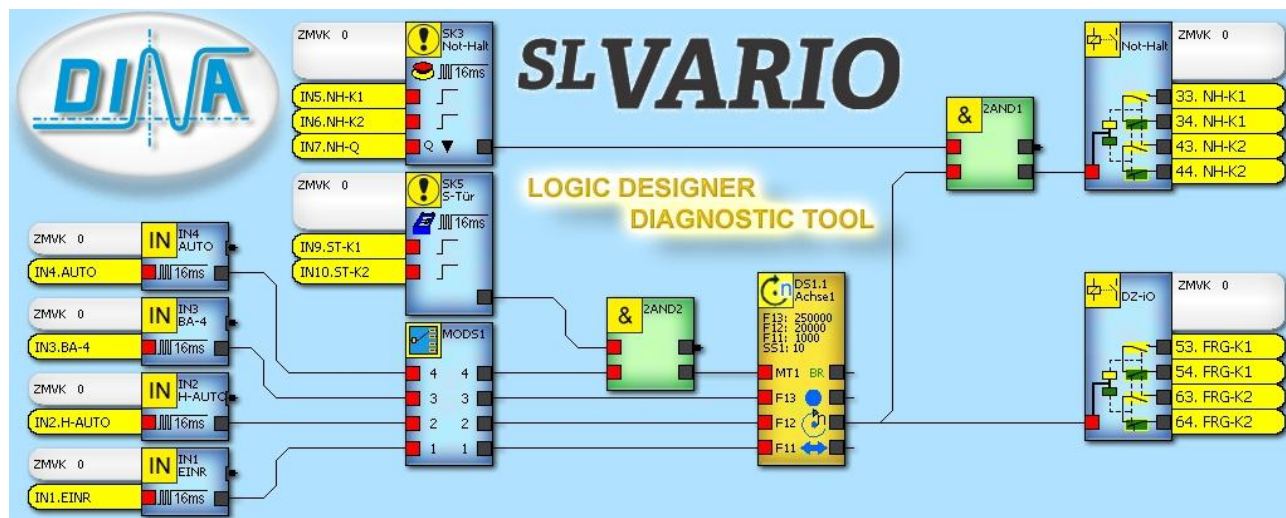 DINA
SLVARIO
LOGIC DESIGNER
DIAGNOSTIC TOOL
ZMVK 0
SK3
Not-Halt
16ms
IN5.NH-K1
IN6.NH-K2
IN7.NH-Q
Q
ZMVK 0
SK5
S-Tür
16ms
IN9.ST-K1
IN10.ST-K2
ZMVK 0
IN
IN4
AUTO
IN4.AUTO
16ms
ZMVK 0
IN
IN3
BA-4
IN3.BA-4
16ms
ZMVK 0
IN
IN2
H-AUTO
IN2.H-AUTO
16ms
ZMVK 0
IN
IN1
EINR
IN1.EINR
16ms
MODS1
4 4
3 3
2 2
1 1
& 2AND2
n
DS1.1
Achse1
F13: 250000
F12: 20000
F11: 1000
SS1: 10
MT1 BR
F13
F12 n
F11
& 2AND1
Not-Halt
ZMVK 0
33. NH-K1
34. NH-K1
43. NH-K2
44. NH-K2
DZ-iO
ZMVK 0
53. FRG-K1
54. FRG-K1
63. FRG-K2
64. FRG-K2